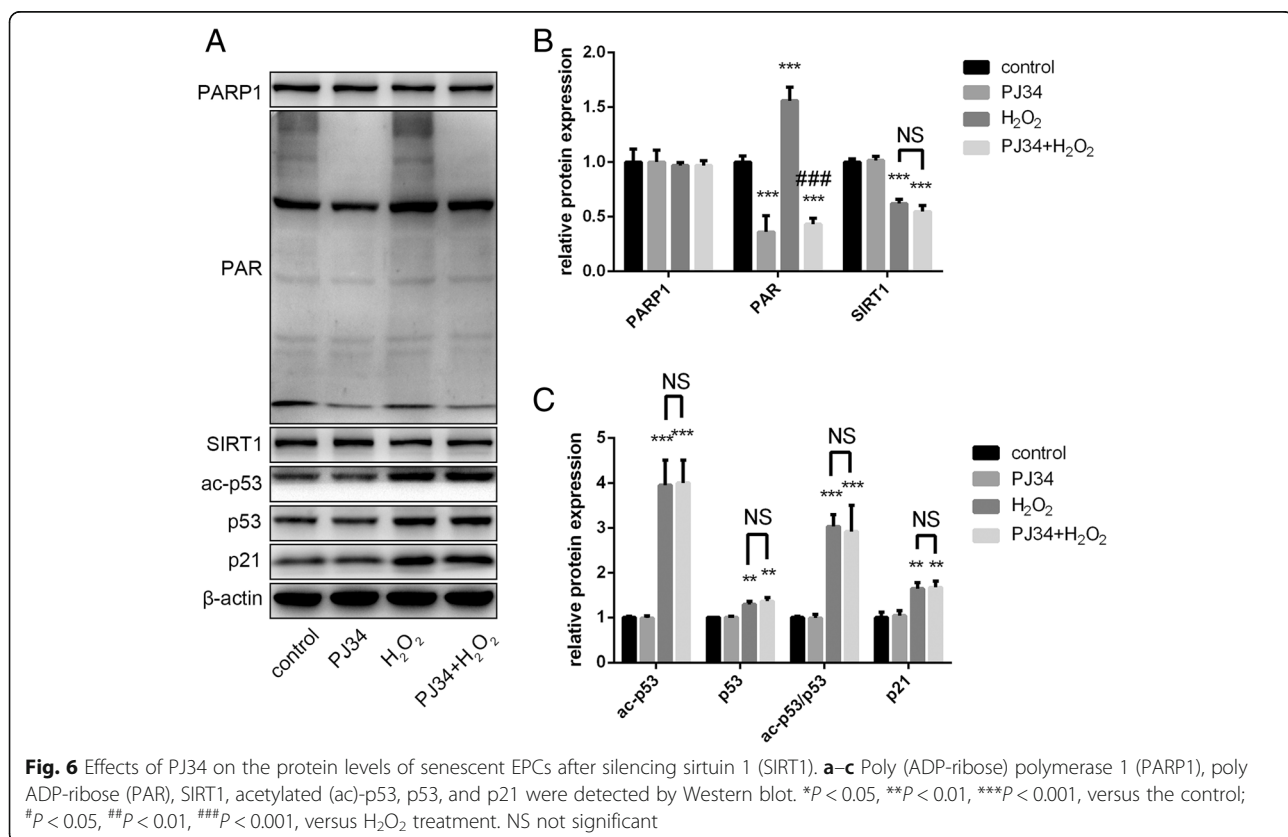 A
PARP1
PAR
SIRT1
ac-p53
p53
p21
β-actin
control
PJ34
H₂O₂
PJ34+H₂O₂
B
relative protein expression
2.0
1.5
1.0
0.5
0.0
***
***
###
***
NS
***
***
PARP1
PAR
SIRT1
control
PJ34
H₂O₂
PJ34+H₂O₂
C
relative protein expression
5
4
3
2
1
0
NS
***
***
NS
**
**
NS
***
***
NS
**
**
ac-p53
p53
ac-p53/p53
p21
control
PJ34
H₂O₂
PJ34+H₂O₂
Fig. 6 Effects of PJ34 on the protein levels of senescent EPCs after silencing sirtuin 1 (SIRT1). a–c Poly (ADP-ribose) polymerase 1 (PARP1), poly
ADP-ribose (PAR), SIRT1, acetylated (ac)-p53, p53, and p21 were detected by Western blot. *P < 0.05, **P < 0.01, ***P < 0.001, versus the control;
#P < 0.05, ##P < 0.01, ###P < 0.001, versus H₂O₂ treatment. NS not significant